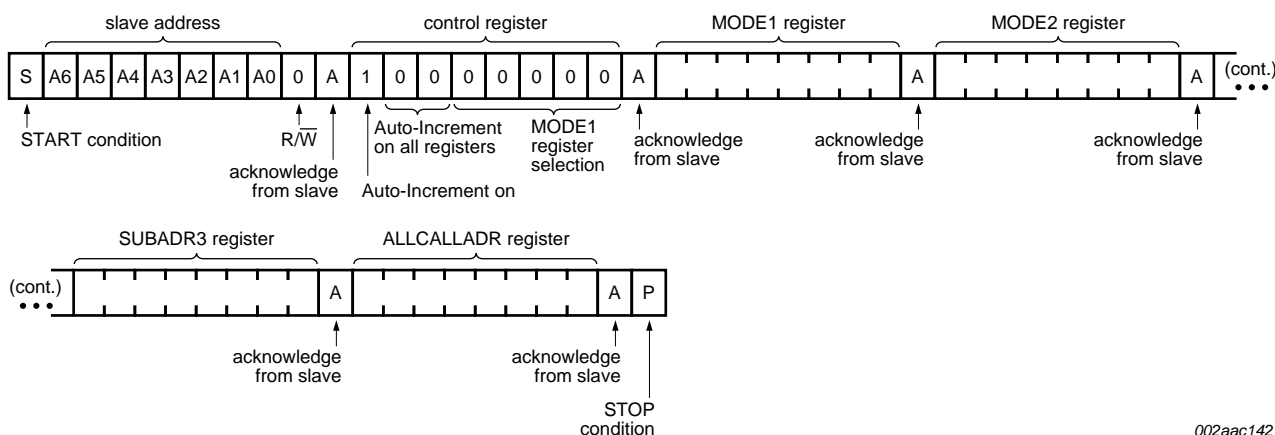 slave address control register MODE1 register MODE2 register
S A6 A5 A4 A3 A2 A1 A0 0 A 1 0 0 0 0 0 0 0 A A A (cont.)
START condition R/W̅ Auto-Increment on all registers MODE1 register selection acknowledge from slave acknowledge from slave acknowledge from slave
acknowledge from slave Auto-Increment on
SUBADR3 register ALLCALLADR register
(cont.) A A P
acknowledge from slave acknowledge from slave
STOP condition
002aac142